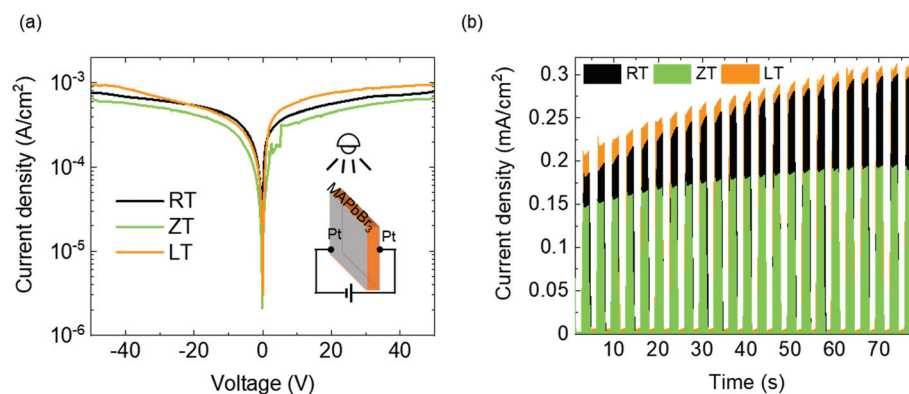 (a)
Current density (A/cm²)
10⁻³
10⁻⁴
10⁻⁵
10⁻⁶
RT
ZT
LT
MAPbBr₃
Pt
Pt
-40 -20 0 20 40
Voltage (V)
(b)
Current density (mA/cm²)
0.3
0.25
0.2
0.15
0.1
0.05
0
RT ZT LT
10 20 30 40 50 60 70
Time (s)